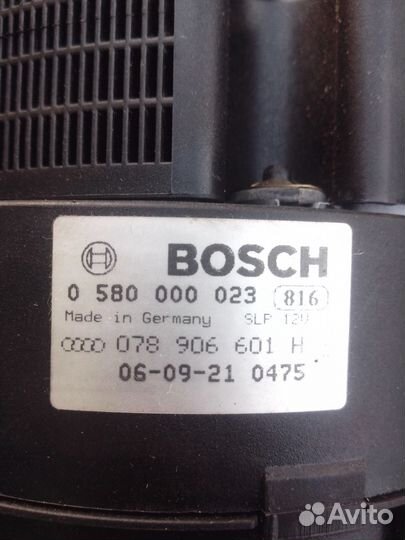 BOSCH
0 580 000 023 816
Made in Germany SLP 12V
078 906 601 H
06-09-21 0475
Avito